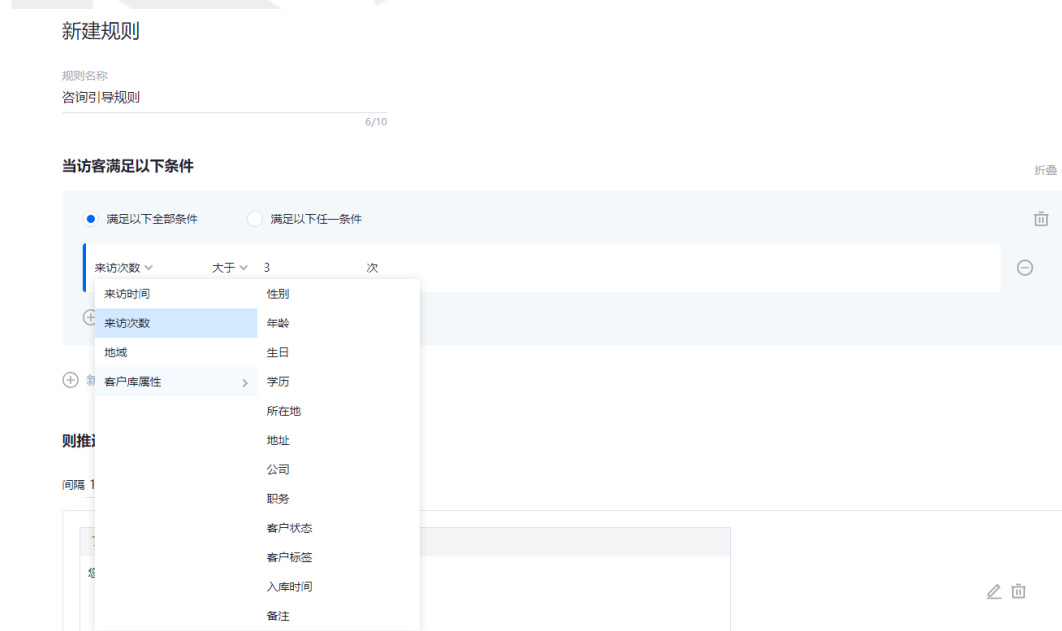 新建规则
规则名称
咨询引导规则
6/10
当访客满足以下条件
折叠
满足以下全部条件 满足以下任一条件
来访次数 大于 3 次
来访时间 性别
来访次数 年龄
地域 生日
新 客户库属性 学历
所在地
则推 地址
公司
间隔 1 职务
客户状态
客户标签
您
入库时间
备注